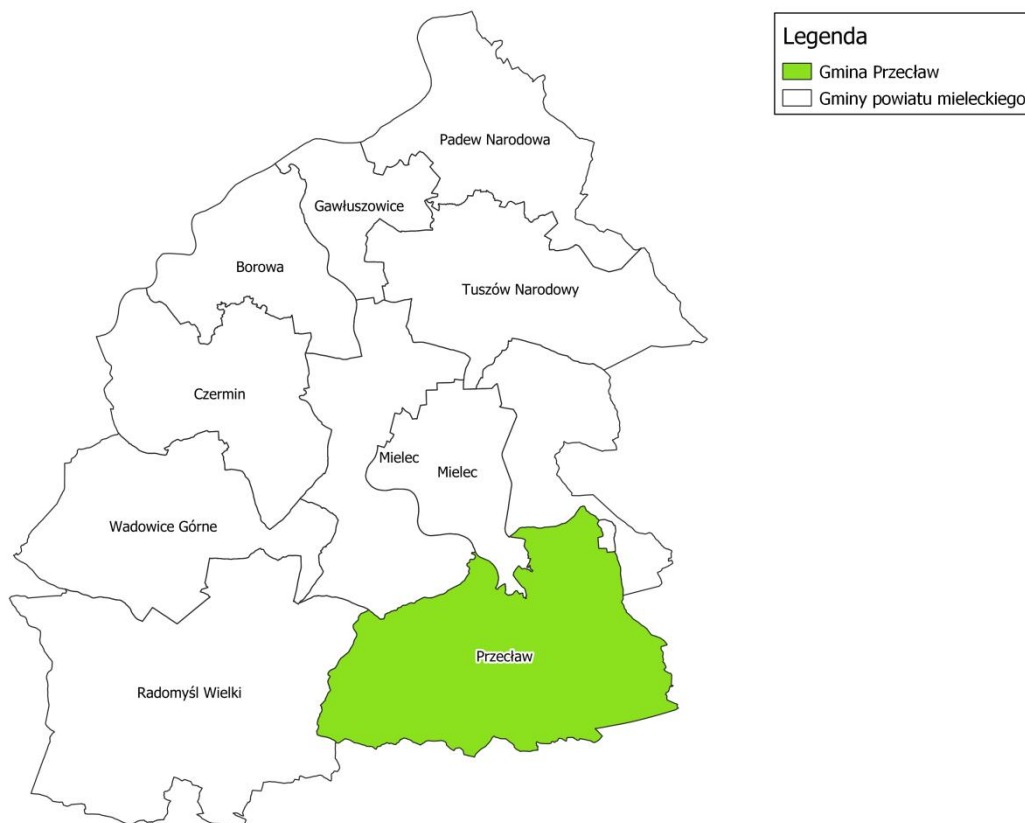 Legenda
Gmina Przecław
Gminy powiatu mieleckiego
Padew Narodowa
Gawłuszowice
Borowa
Tuszów Narodowy
Czermin
Mielec
Mielec
Wadowice Górne
Przecław
Radomyśl Wielki